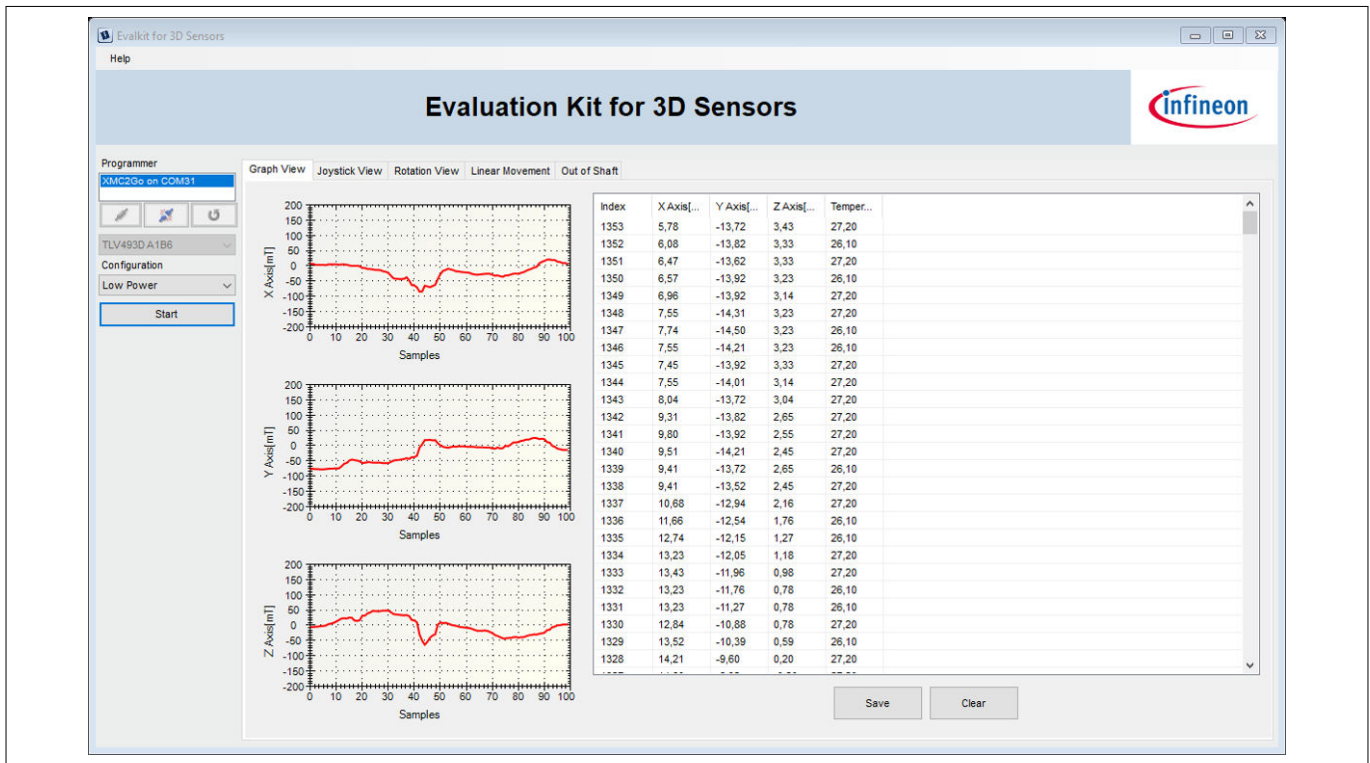 Evalkit for 3D Sensors
Help
Evaluation Kit for 3D Sensors
infineon
Programmer
XMC2Go on COM31
TLV493D A1B6
Configuration
Low Power
Start
Graph View Joystick View Rotation View Linear Movement Out of Shaft
X Axis[mT]
200
150
100
50
0
-50
-100
-150
-200
0 10 20 30 40 50 60 70 80 90 100
Samples
Y Axis[mT]
200
150
100
50
0
-50
-100
-150
-200
0 10 20 30 40 50 60 70 80 90 100
Samples
Z Axis[mT]
200
150
100
50
0
-50
-100
-150
-200
0 10 20 30 40 50 60 70 80 90 100
Samples
Index X Axis[... Y Axis[... Z Axis[... Temper...
1353 5,78 -13,72 3,43 27,20
1352 6,08 -13,82 3,33 26,10
1351 6,47 -13,62 3,33 27,20
1350 6,57 -13,92 3,23 26,10
1349 6,96 -13,92 3,14 27,20
1348 7,55 -14,31 3,23 27,20
1347 7,74 -14,50 3,23 26,10
1346 7,55 -14,21 3,23 26,10
1345 7,45 -13,92 3,33 27,20
1344 7,55 -14,01 3,14 27,20
1343 8,04 -13,72 3,04 27,20
1342 9,31 -13,82 2,65 27,20
1341 9,80 -13,92 2,55 27,20
1340 9,51 -14,21 2,45 27,20
1339 9,41 -13,72 2,65 26,10
1338 9,41 -13,52 2,45 27,20
1337 10,68 -12,94 2,16 27,20
1336 11,66 -12,54 1,76 26,10
1335 12,74 -12,15 1,27 26,10
1334 13,23 -12,05 1,18 27,20
1333 13,43 -11,96 0,98 27,20
1332 13,23 -11,76 0,78 26,10
1331 13,23 -11,27 0,78 26,10
1330 12,84 -10,88 0,78 27,20
1329 13,52 -10,39 0,59 26,10
1328 14,21 -9,60 0,20 27,20
Save Clear